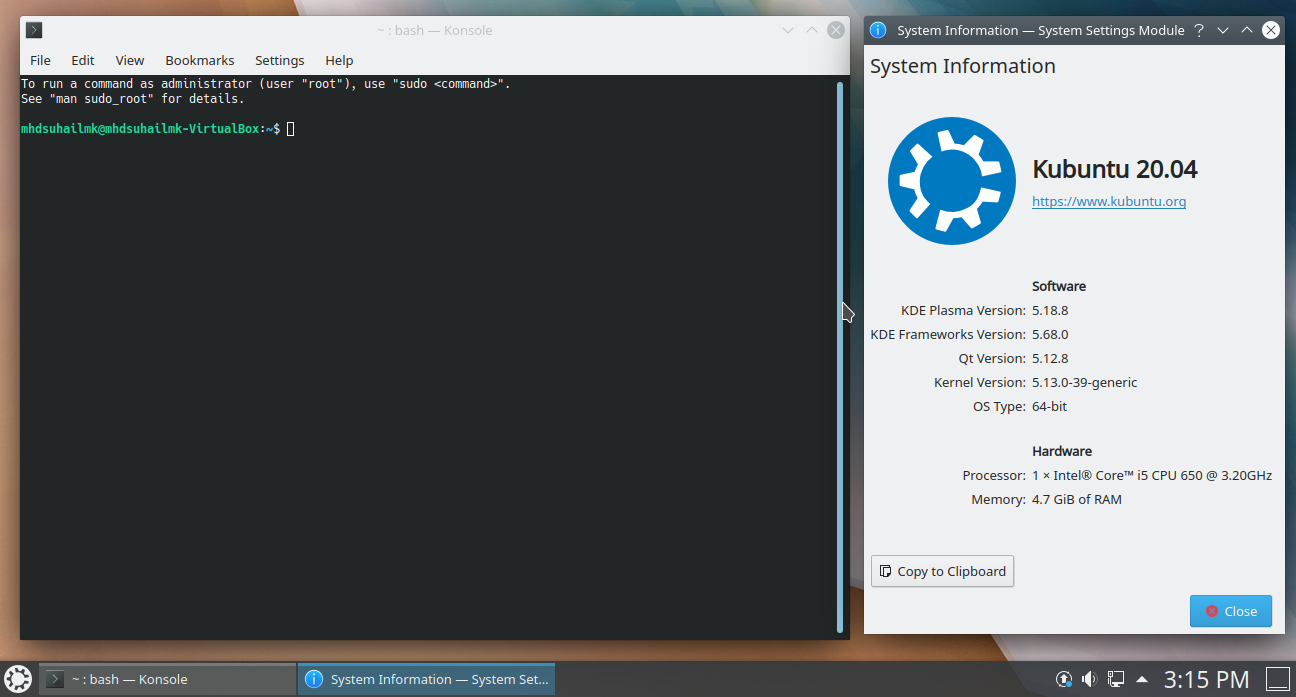 ~ : bash — Konsole
File Edit View Bookmarks Settings Help
To run a command as administrator (user "root"), use "sudo <command>".
See "man sudo_root" for details.
mhdsuhailmk@mhdsuhailmk-VirtualBox:~$
System Information — System Settings Module
System Information
Kubuntu 20.04
https://www.kubuntu.org
Software
KDE Plasma Version: 5.18.8
KDE Frameworks Version: 5.68.0
Qt Version: 5.12.8
Kernel Version: 5.13.0-39-generic
OS Type: 64-bit
Hardware
Processor: 1 × Intel® Core™ i5 CPU 650 @ 3.20GHz
Memory: 4.7 GiB of RAM
Copy to Clipboard
Close
~ : bash — Konsole
System Information — System Set...
3:15 PM